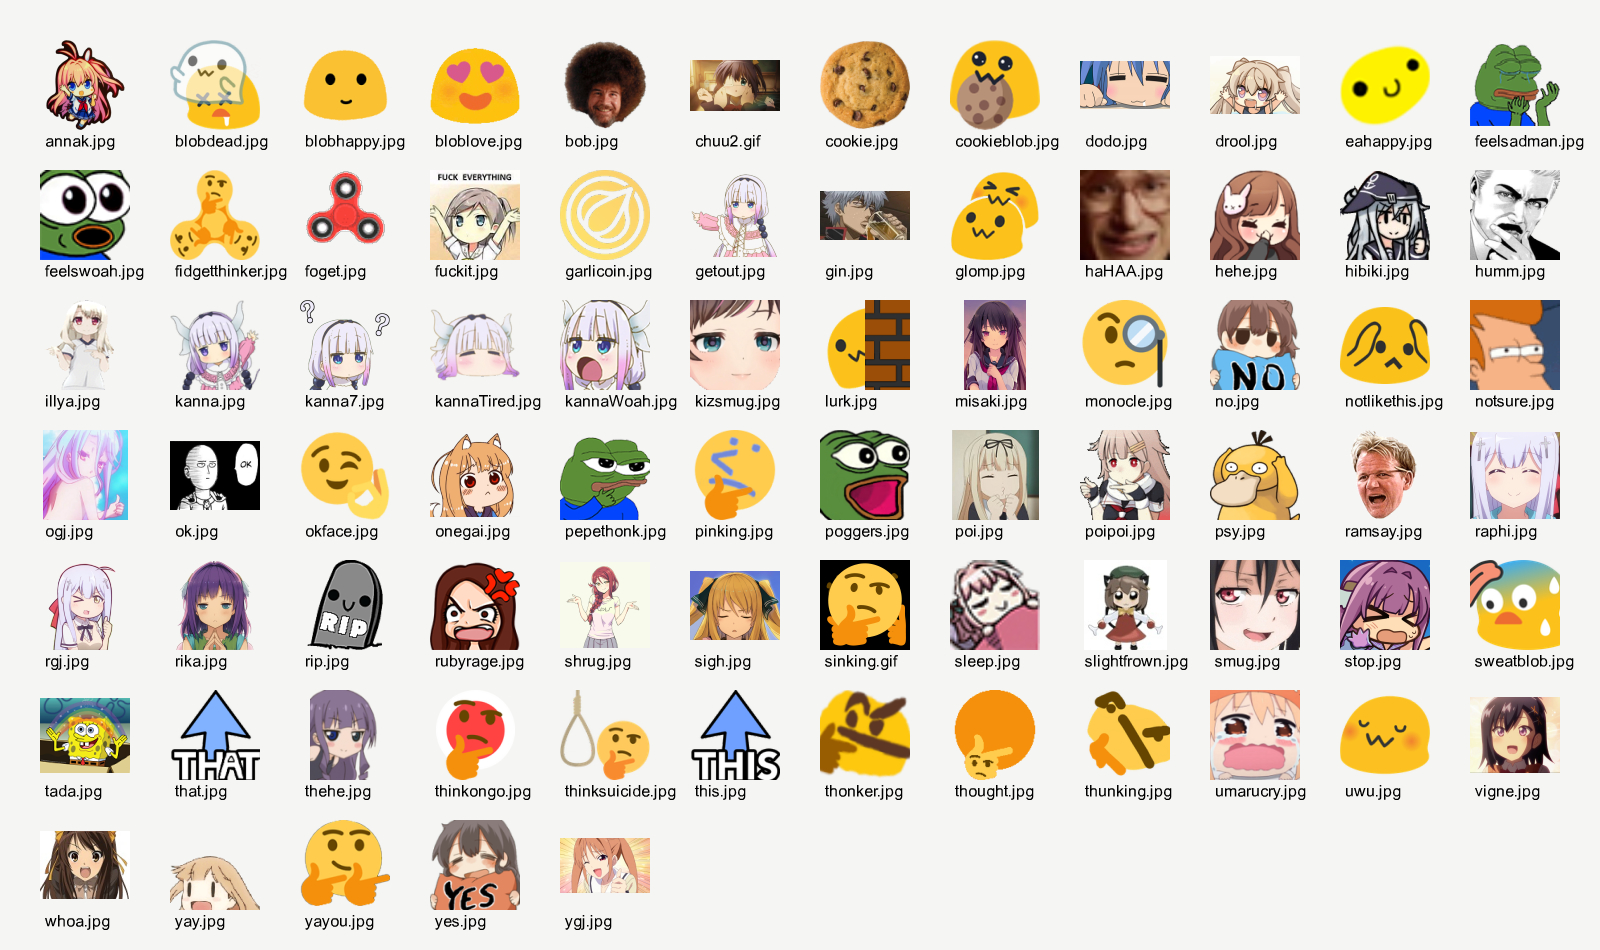 annak.jpg blobdead.jpg blobhappy.jpg bloblove.jpg bob.jpg chuu2.gif cookie.jpg cookieblob.jpg dodo.jpg drool.jpg eahappy.jpg feelsadman.jpg
FUCK EVERYTHING
feelswoah.jpg fidgetthinker.jpg foget.jpg fuckit.jpg garlicoin.jpg getout.jpg gin.jpg glomp.jpg haHAA.jpg hehe.jpg hibiki.jpg humm.jpg
NO
illya.jpg kanna.jpg kanna7.jpg kannaTired.jpg kannaWoah.jpg kizsmug.jpg lurk.jpg misaki.jpg monocle.jpg no.jpg notlikethis.jpg notsure.jpg
OK
ogj.jpg ok.jpg okface.jpg onegai.jpg pepethonk.jpg pinking.jpg poggers.jpg poi.jpg poipoi.jpg psy.jpg ramsay.jpg raphi.jpg
RIP
rgj.jpg rika.jpg rip.jpg rubyrage.jpg shrug.jpg sigh.jpg sinking.gif sleep.jpg slightfrown.jpg smug.jpg stop.jpg sweatblob.jpg
THAT THIS
tada.jpg that.jpg thehe.jpg thinkongo.jpg thinksuicide.jpg this.jpg thonker.jpg thought.jpg thunking.jpg umarucry.jpg uwu.jpg vigne.jpg
YES
whoa.jpg yay.jpg yayou.jpg yes.jpg ygj.jpg